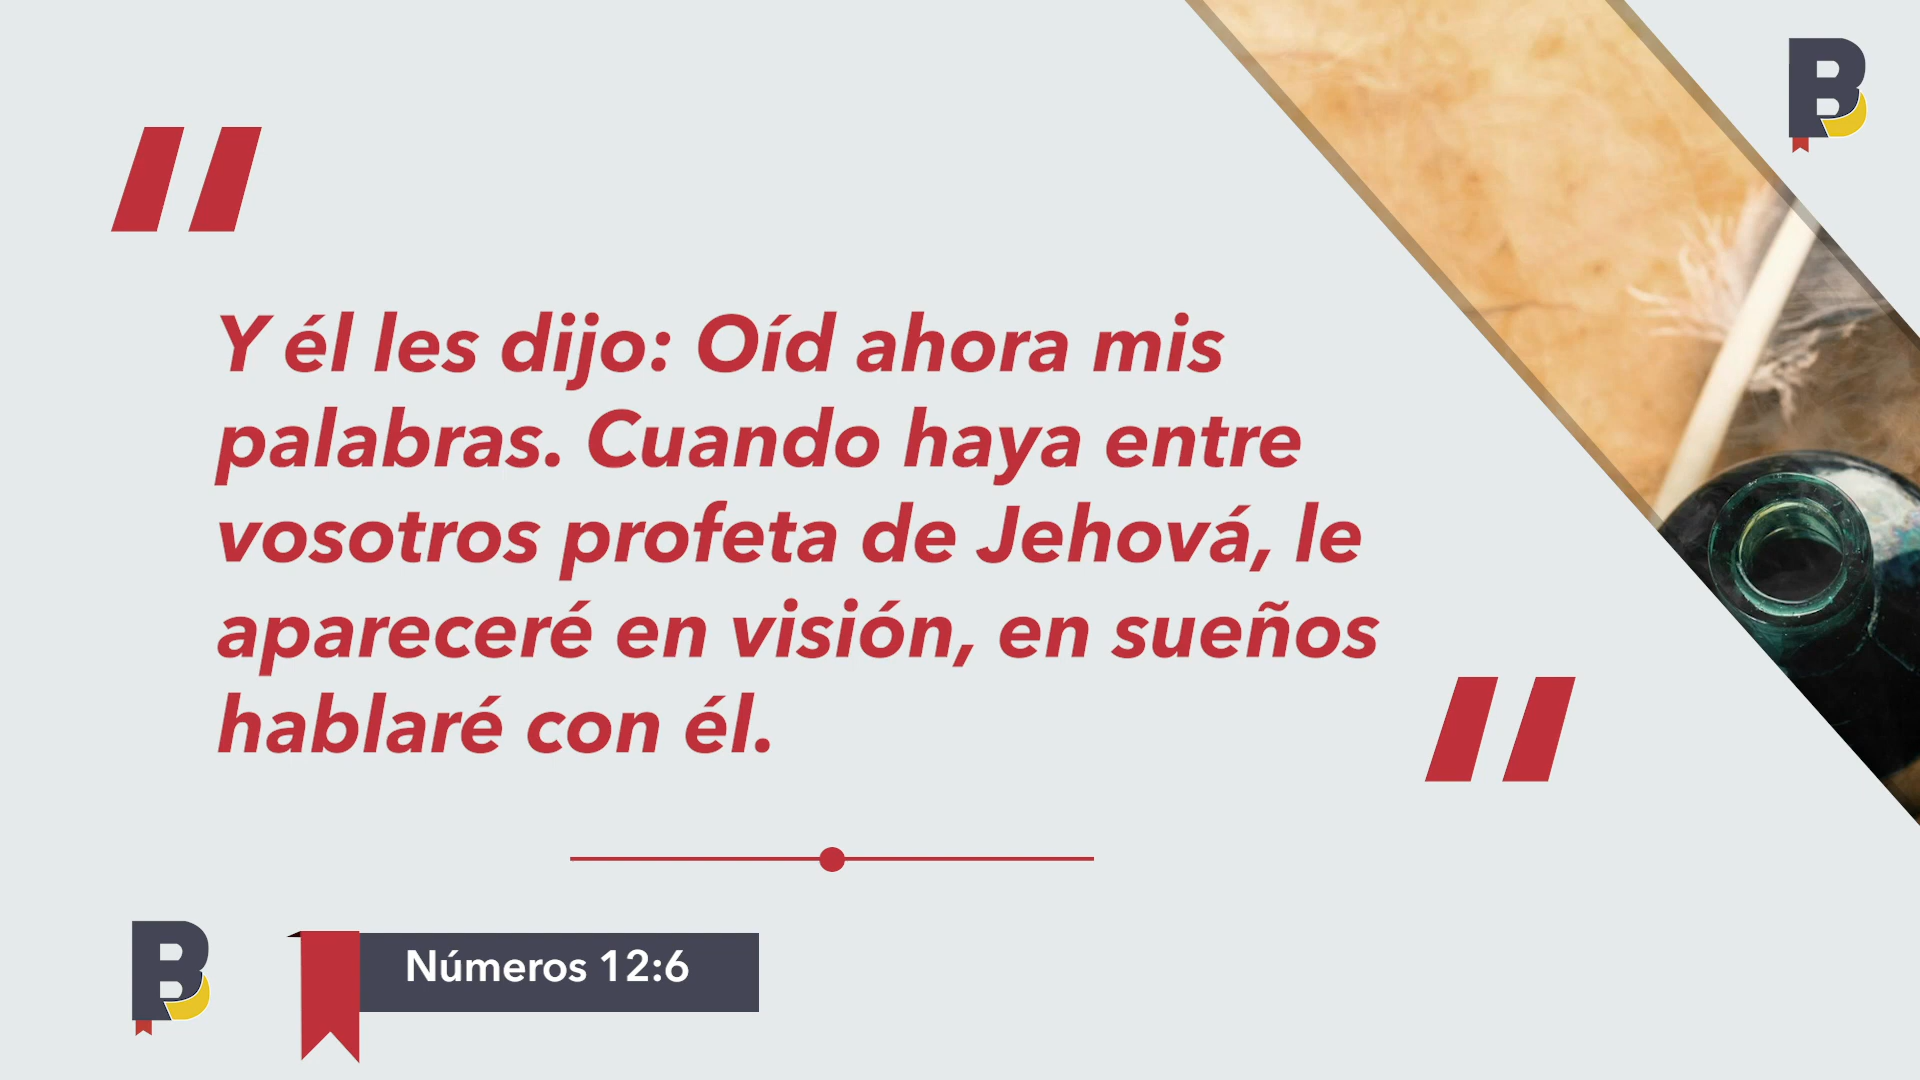 Y él les dijo: Oíd ahora mis
palabras. Cuando haya entre
vosotros profeta de Jehová, le
apareceré en visión, en sueños
hablaré con él.
Números 12:6